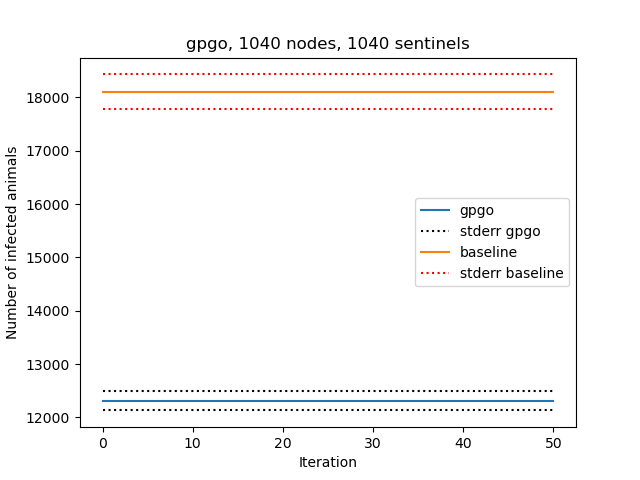 gpgo, 1040 nodes, 1040 sentinels
Number of infected animals
18000
17000
16000
15000
14000
13000
12000
gpgo
stderr gpgo
baseline
stderr baseline
0 10 20 30 40 50
Iteration